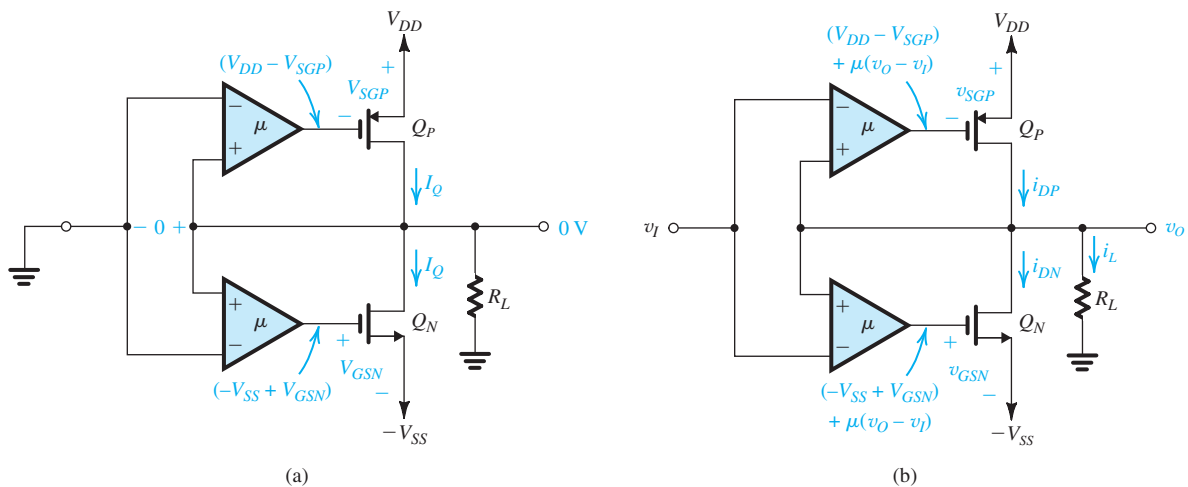 V_DD
(V_DD – V_SGP)
+
V_SGP
–
Q_P
–
μ
+
I_Q
– 0 +
0 V
I_Q
R_L
+
μ
–
Q_N
+
V_GSN
–
(–V_SS + V_GSN)
–V_SS
(a)
V_DD
(V_DD – V_SGP)
+ μ(v_O – v_I)
+
v_SGP
–
Q_P
–
μ
+
i_DP
v_I
v_O
i_DN
i_L
R_L
+
μ
–
Q_N
+
v_GSN
–
(–V_SS + V_GSN)
+ μ(v_O – v_I)
–V_SS
(b)